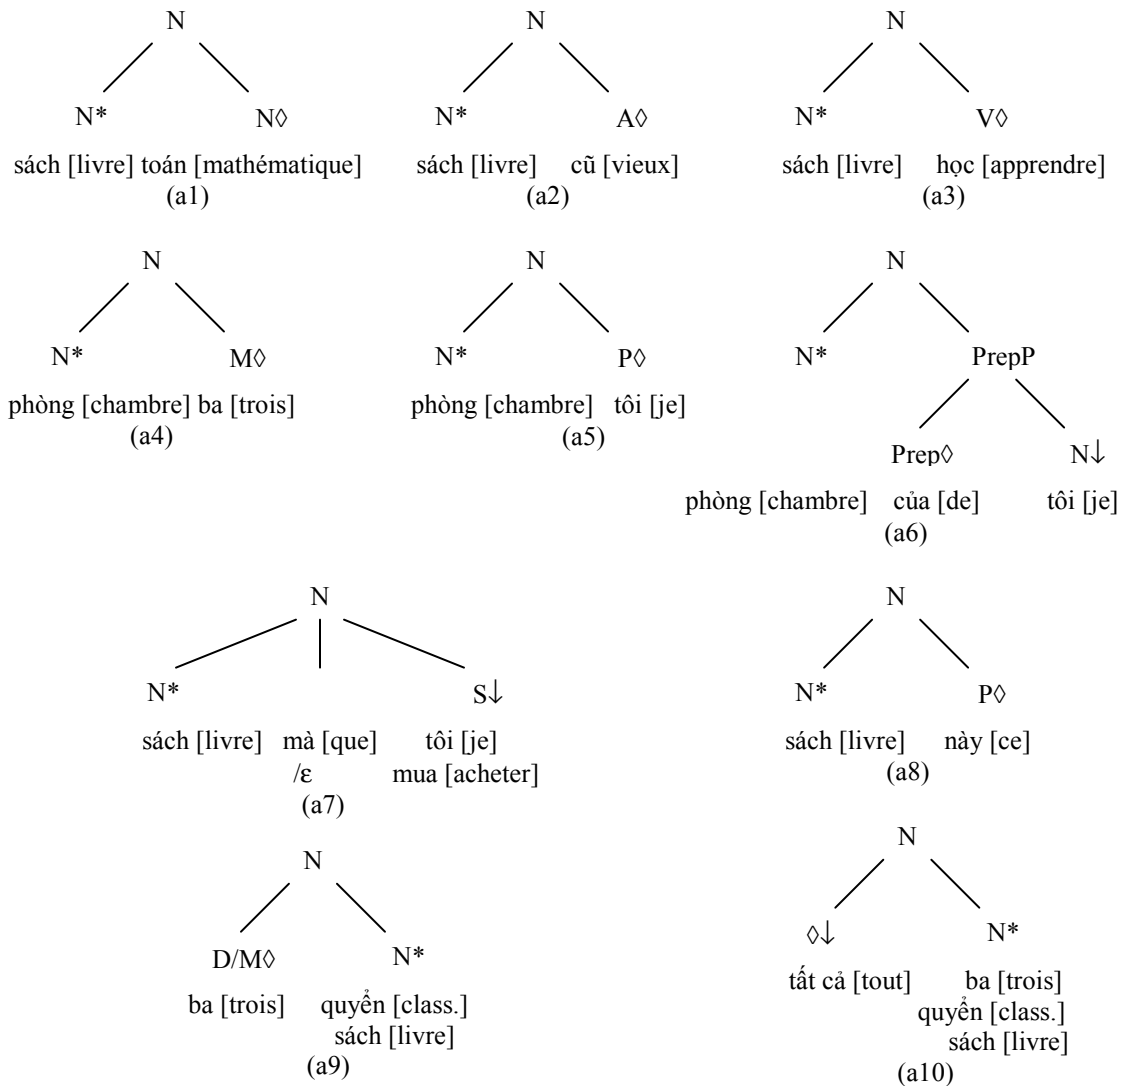 N N N
N* N◊ N* A◊ N* V◊
sách [livre] toán [mathématique] sách [livre] cũ [vieux] sách [livre] học [apprendre]
(a1) (a2) (a3)
N N N
N* M◊ N* P◊ N* PrepP
phòng [chambre] ba [trois] phòng [chambre] tôi [je]
(a4) (a5)
Prep◊ N↓
phòng [chambre] của [de] tôi [je]
(a6)
N N
N* S↓ N* P◊
sách [livre] mà [que] tôi [je] sách [livre] này [ce]
/ε mua [acheter] (a8)
(a7)
N N
D/M◊ N* ◊↓ N*
ba [trois] quyển [class.] tất cả [tout] ba [trois]
sách [livre] quyển [class.]
(a9) sách [livre]
(a10)